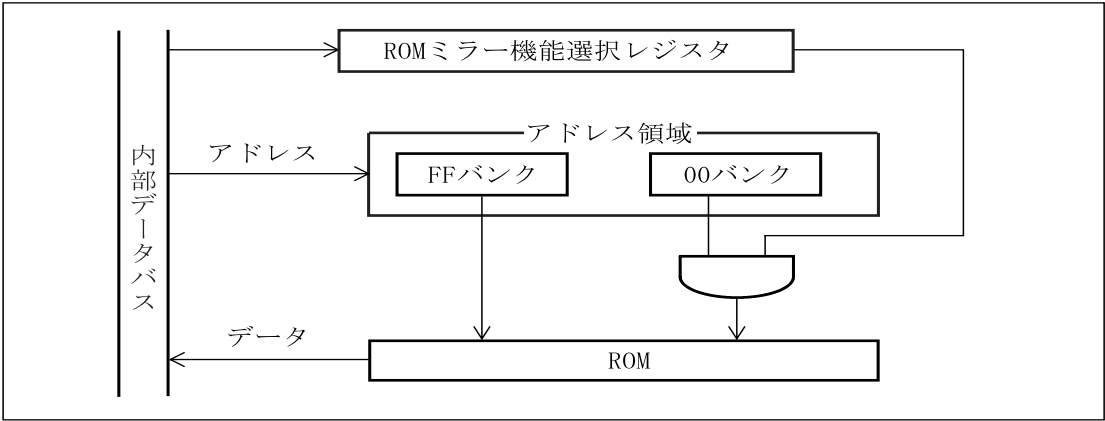 ROMミラー機能選択レジスタ
アドレス領域
アドレス
FFバンク
00バンク
内部データバス
データ
ROM